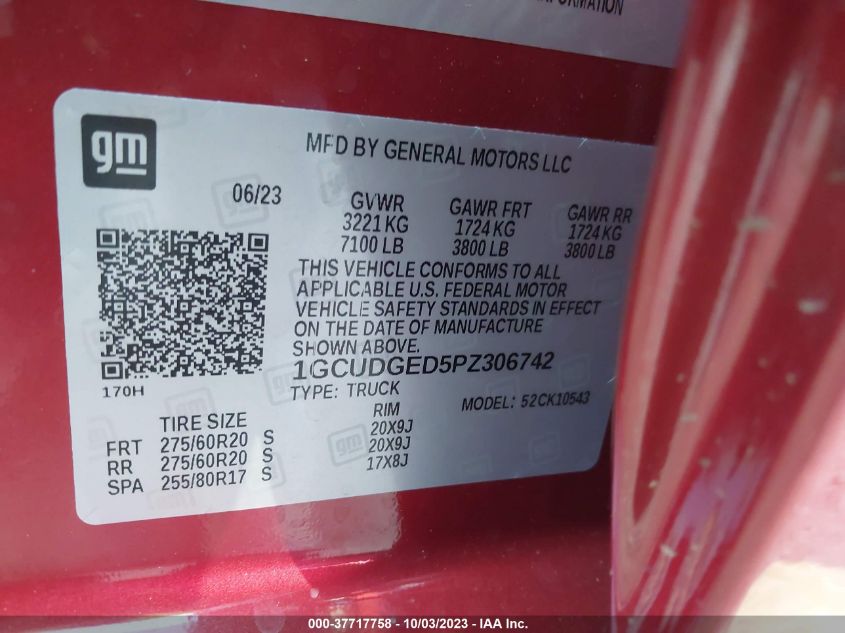 gm
MFD BY GENERAL MOTORS LLC
06/23
GVWR GAWR FRT GAWR RR
3221 KG 1724 KG 1724 KG
7100 LB 3800 LB 3800 LB
THIS VEHICLE CONFORMS TO ALL
APPLICABLE U.S. FEDERAL MOTOR
VEHICLE SAFETY STANDARDS IN EFFECT
ON THE DATE OF MANUFACTURE
SHOWN ABOVE.
1GCUDGED5PZ306742
170H
TYPE: TRUCK MODEL: 52CK10543
TIRE SIZE RIM
FRT 275/60R20 S 20X9J
RR 275/60R20 S 20X9J
SPA 255/80R17 S 17X8J
000-37717758 - 10/03/2023 - IAA Inc.